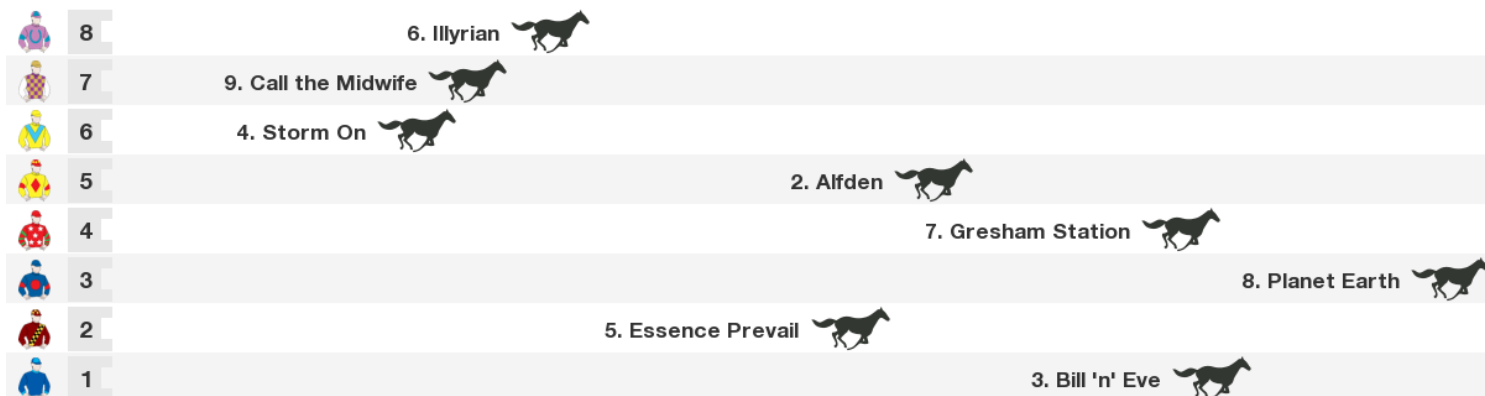 8 6. Illyrian
7 9. Call the Midwife
6 4. Storm On
5 2. Alfden
4 7. Gresham Station
3 8. Planet Earth
2 5. Essence Prevail
1 3. Bill 'n' Eve